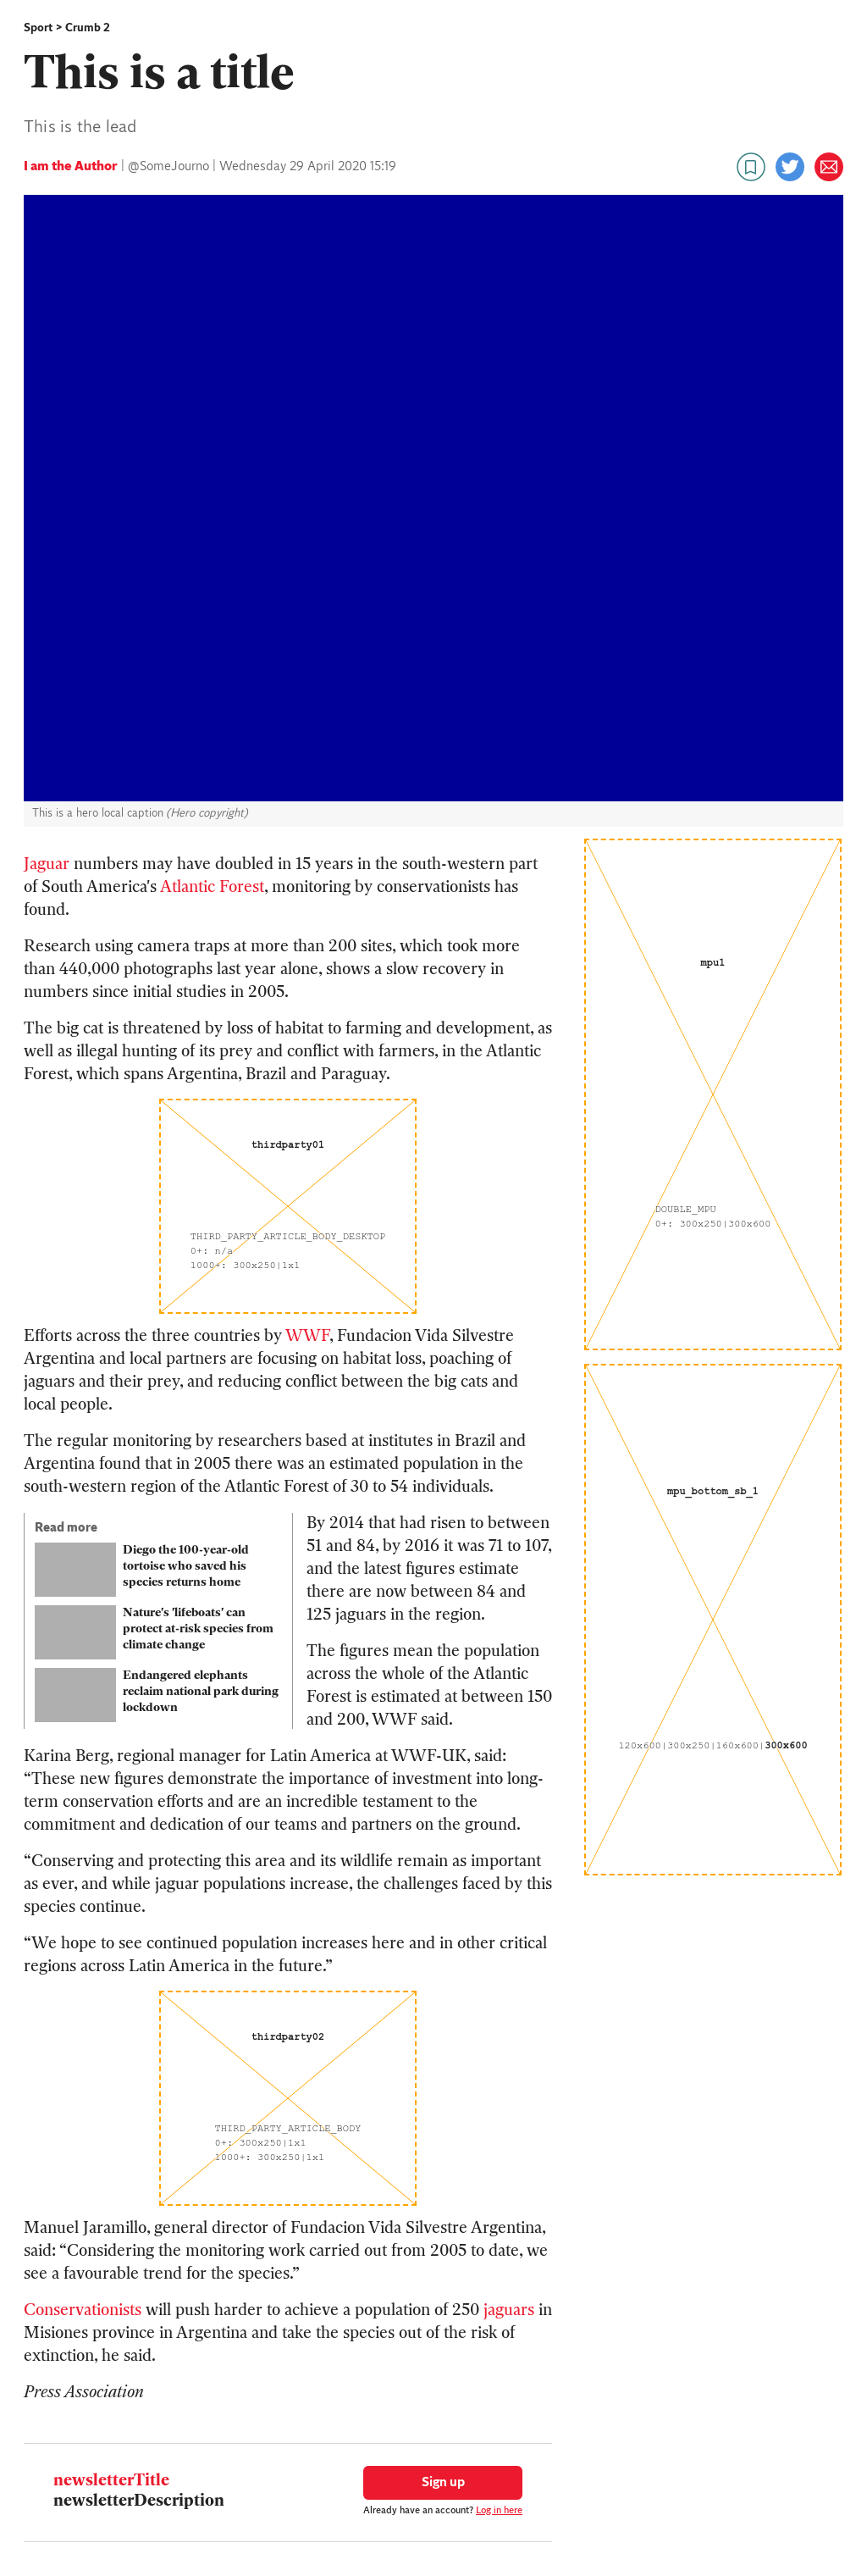 Sport > Crumb 2
This is a title
This is the lead
I am the Author | @SomeJourno | Wednesday 29 April 2020 15:19
This is a hero local caption (Hero copyright)
Jaguar numbers may have doubled in 15 years in the south-western part
of South America's Atlantic Forest, monitoring by conservationists has
found.
Research using camera traps at more than 200 sites, which took more
than 440,000 photographs last year alone, shows a slow recovery in
numbers since initial studies in 2005.
The big cat is threatened by loss of habitat to farming and development, as
well as illegal hunting of its prey and conflict with farmers, in the Atlantic
Forest, which spans Argentina, Brazil and Paraguay.
thirdparty01
THIRD_PARTY_ARTICLE_BODY_DESKTOP
0+: n/a
1000+: 300x250|1x1
Efforts across the three countries by WWF, Fundacion Vida Silvestre
Argentina and local partners are focusing on habitat loss, poaching of
jaguars and their prey, and reducing conflict between the big cats and
local people.
The regular monitoring by researchers based at institutes in Brazil and
Argentina found that in 2005 there was an estimated population in the
south-western region of the Atlantic Forest of 30 to 54 individuals.
Read more
Diego the 100-year-old
tortoise who saved his
species returns home
Nature's 'lifeboats' can
protect at-risk species from
climate change
Endangered elephants
reclaim national park during
lockdown
By 2014 that had risen to between
51 and 84, by 2016 it was 71 to 107,
and the latest figures estimate
there are now between 84 and
125 jaguars in the region.
The figures mean the population
across the whole of the Atlantic
Forest is estimated at between 150
and 200, WWF said.
Karina Berg, regional manager for Latin America at WWF-UK, said:
“These new figures demonstrate the importance of investment into long-
term conservation efforts and are an incredible testament to the
commitment and dedication of our teams and partners on the ground.
“Conserving and protecting this area and its wildlife remain as important
as ever, and while jaguar populations increase, the challenges faced by this
species continue.
“We hope to see continued population increases here and in other critical
regions across Latin America in the future.”
thirdparty02
THIRD_PARTY_ARTICLE_BODY
0+: 300x250|1x1
1000+: 300x250|1x1
Manuel Jaramillo, general director of Fundacion Vida Silvestre Argentina,
said: “Considering the monitoring work carried out from 2005 to date, we
see a favourable trend for the species.”
Conservationists will push harder to achieve a population of 250 jaguars in
Misiones province in Argentina and take the species out of the risk of
extinction, he said.
Press Association
newsletterTitle
newsletterDescription
Sign up
Already have an account? Log in here
mpu1
DOUBLE_MPU
0+: 300x250|300x600
mpu_bottom_sb_1
120x600|300x250|160x600|300x600